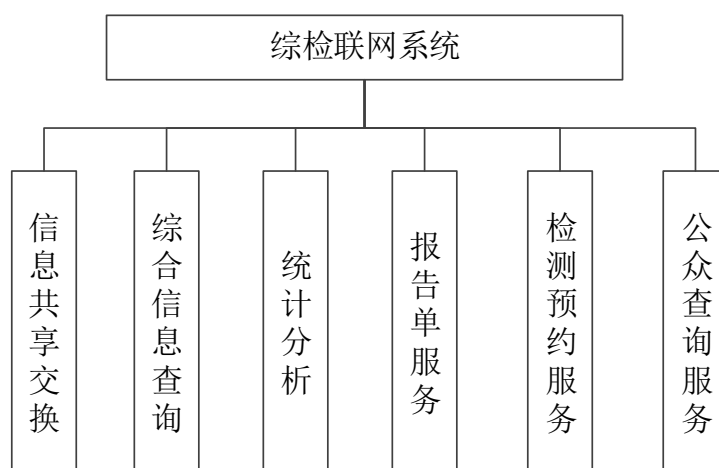 综检联网系统
信息共享交换
综合信息查询
统计分析
报告单服务
检测预约服务
公众查询服务